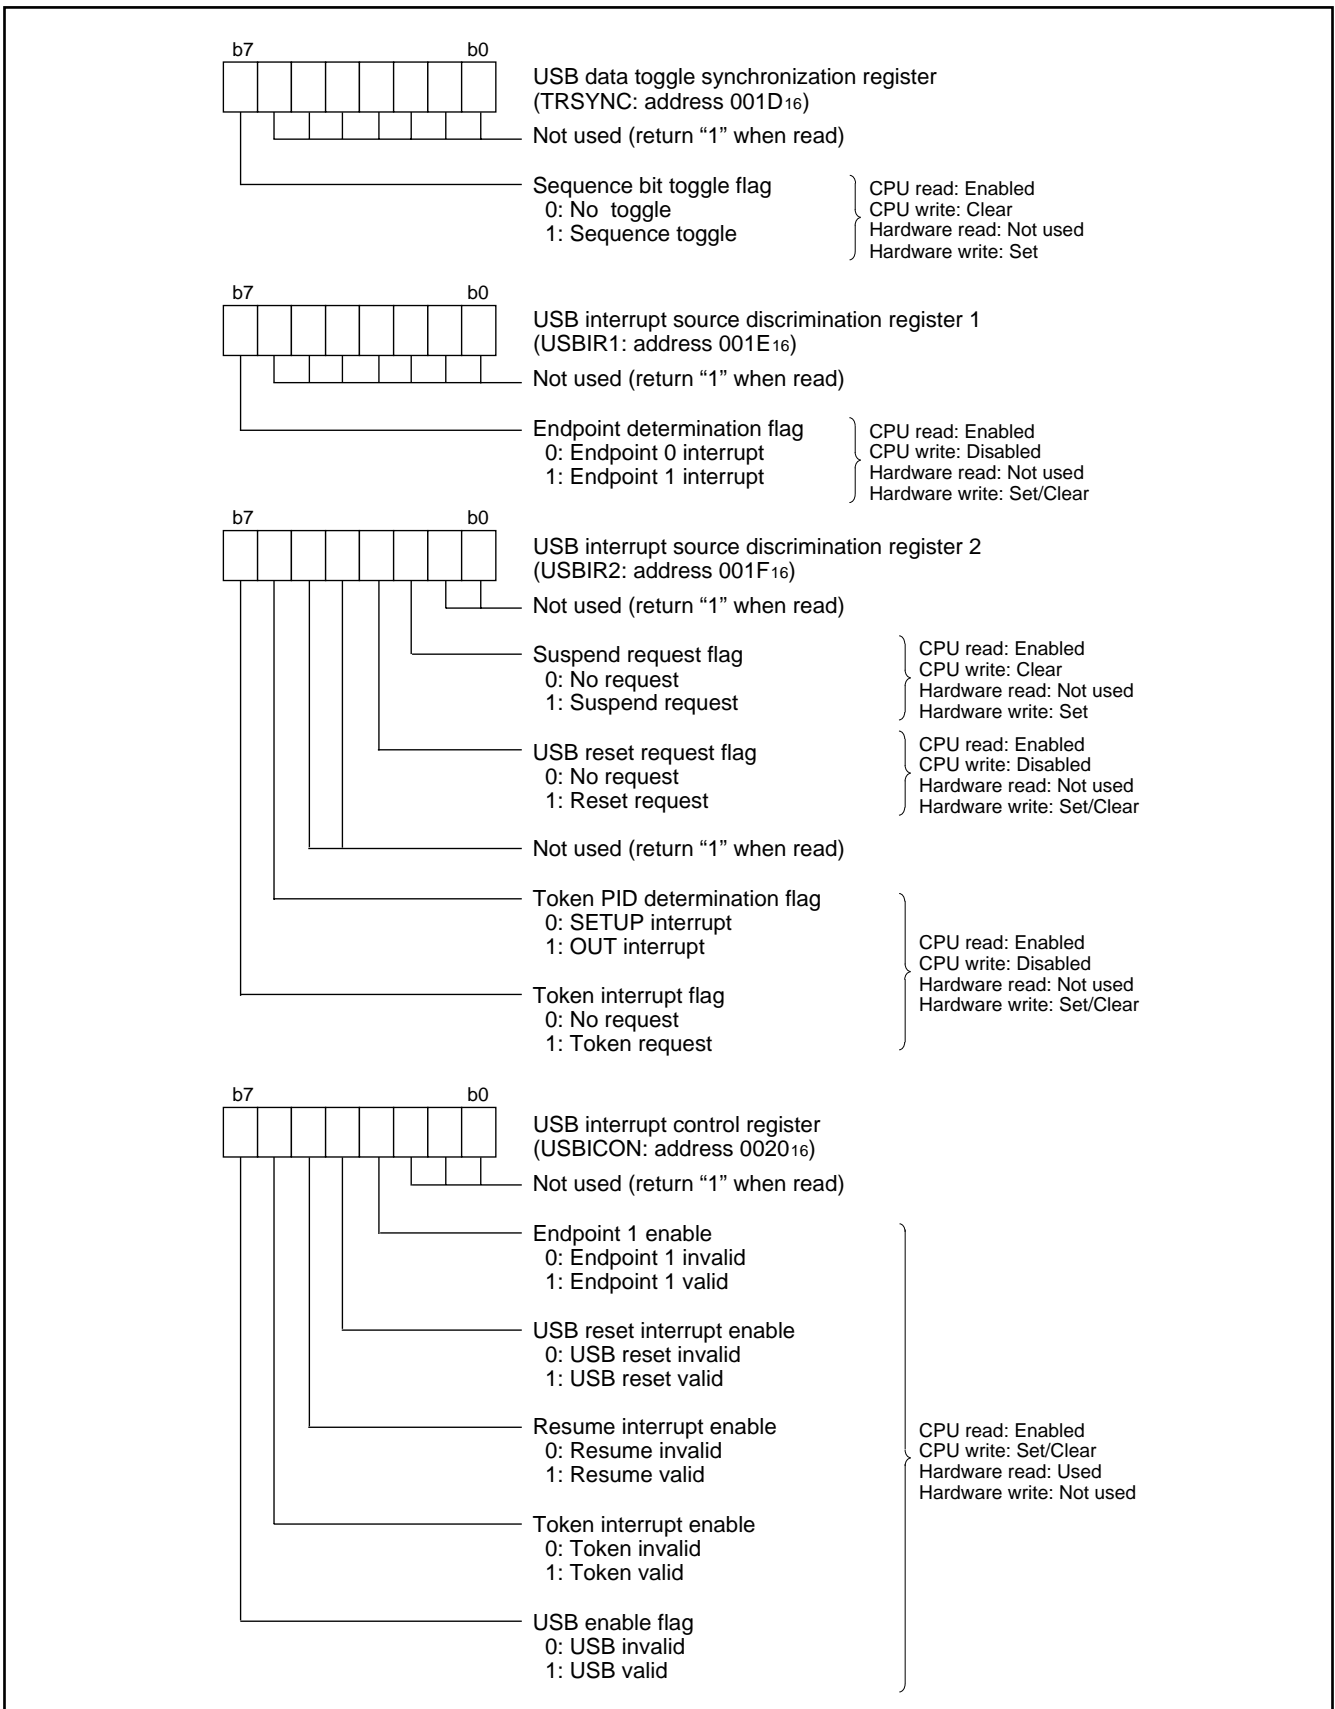 b7 b0
USB data toggle synchronization register
(TRSYNC: address 001D16)
Not used (return “1” when read)
Sequence bit toggle flag
0: No toggle
1: Sequence toggle
CPU read: Enabled
CPU write: Clear
Hardware read: Not used
Hardware write: Set
b7 b0
USB interrupt source discrimination register 1
(USBIR1: address 001E16)
Not used (return “1” when read)
Endpoint determination flag
0: Endpoint 0 interrupt
1: Endpoint 1 interrupt
CPU read: Enabled
CPU write: Disabled
Hardware read: Not used
Hardware write: Set/Clear
b7 b0
USB interrupt source discrimination register 2
(USBIR2: address 001F16)
Not used (return “1” when read)
Suspend request flag
0: No request
1: Suspend request
CPU read: Enabled
CPU write: Clear
Hardware read: Not used
Hardware write: Set
USB reset request flag
0: No request
1: Reset request
CPU read: Enabled
CPU write: Disabled
Hardware read: Not used
Hardware write: Set/Clear
Not used (return “1” when read)
Token PID determination flag
0: SETUP interrupt
1: OUT interrupt
Token interrupt flag
0: No request
1: Token request
CPU read: Enabled
CPU write: Disabled
Hardware read: Not used
Hardware write: Set/Clear
b7 b0
USB interrupt control register
(USBICON: address 002016)
Not used (return “1” when read)
Endpoint 1 enable
0: Endpoint 1 invalid
1: Endpoint 1 valid
USB reset interrupt enable
0: USB reset invalid
1: USB reset valid
Resume interrupt enable
0: Resume invalid
1: Resume valid
Token interrupt enable
0: Token invalid
1: Token valid
USB enable flag
0: USB invalid
1: USB valid
CPU read: Enabled
CPU write: Set/Clear
Hardware read: Used
Hardware write: Not used